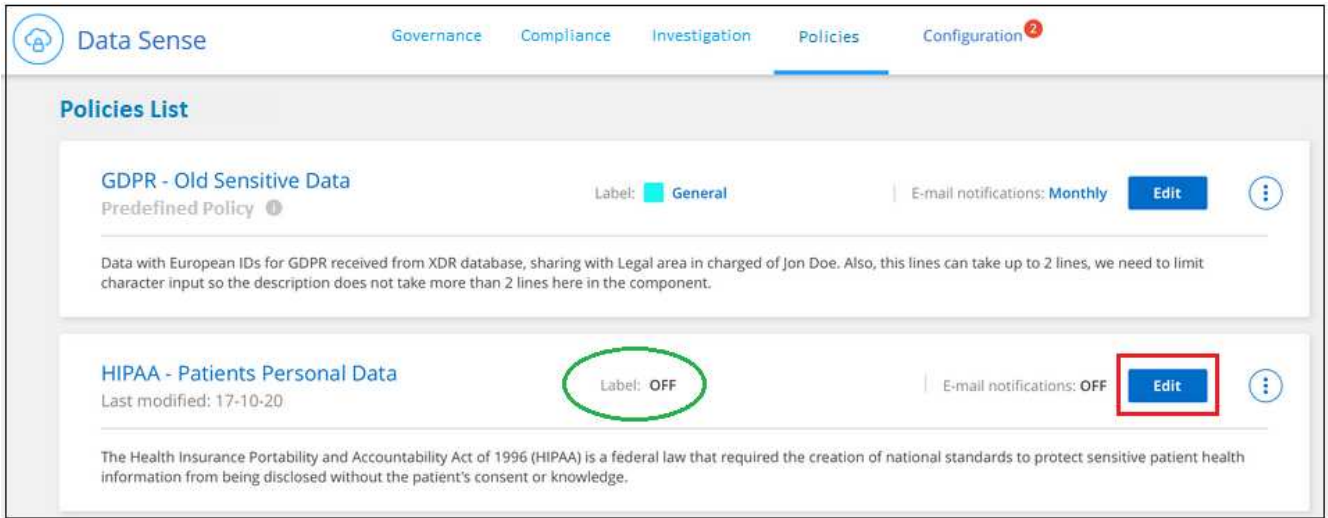 Data Sense
Governance Compliance Investigation Policies Configuration 2
Policies List
GDPR - Old Sensitive Data
Label: General
E-mail notifications: Monthly
Edit
Predefined Policy i
Data with European IDs for GDPR received from XDR database, sharing with Legal area in charged of Jon Doe. Also, this lines can take up to 2 lines, we need to limit
character input so the description does not take more than 2 lines here in the component.
HIPAA - Patients Personal Data
Label: OFF
E-mail notifications: OFF
Edit
Last modified: 17-10-20
The Health Insurance Portability and Accountability Act of 1996 (HIPAA) is a federal law that required the creation of national standards to protect sensitive patient health
information from being disclosed without the patient's consent or knowledge.